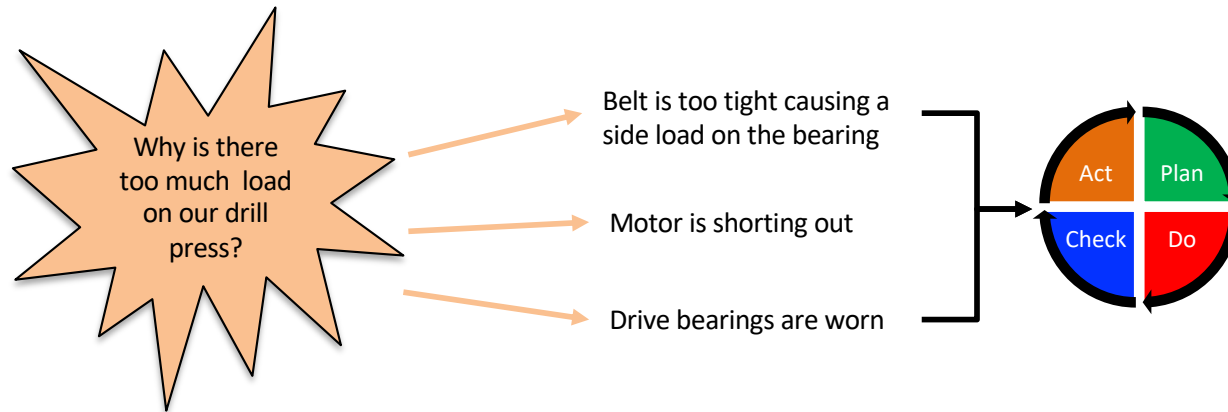 Why is there
too much load
on our drill
press?
Belt is too tight causing a
side load on the bearing
Motor is shorting out
Drive bearings are worn
Act
Plan
Check
Do